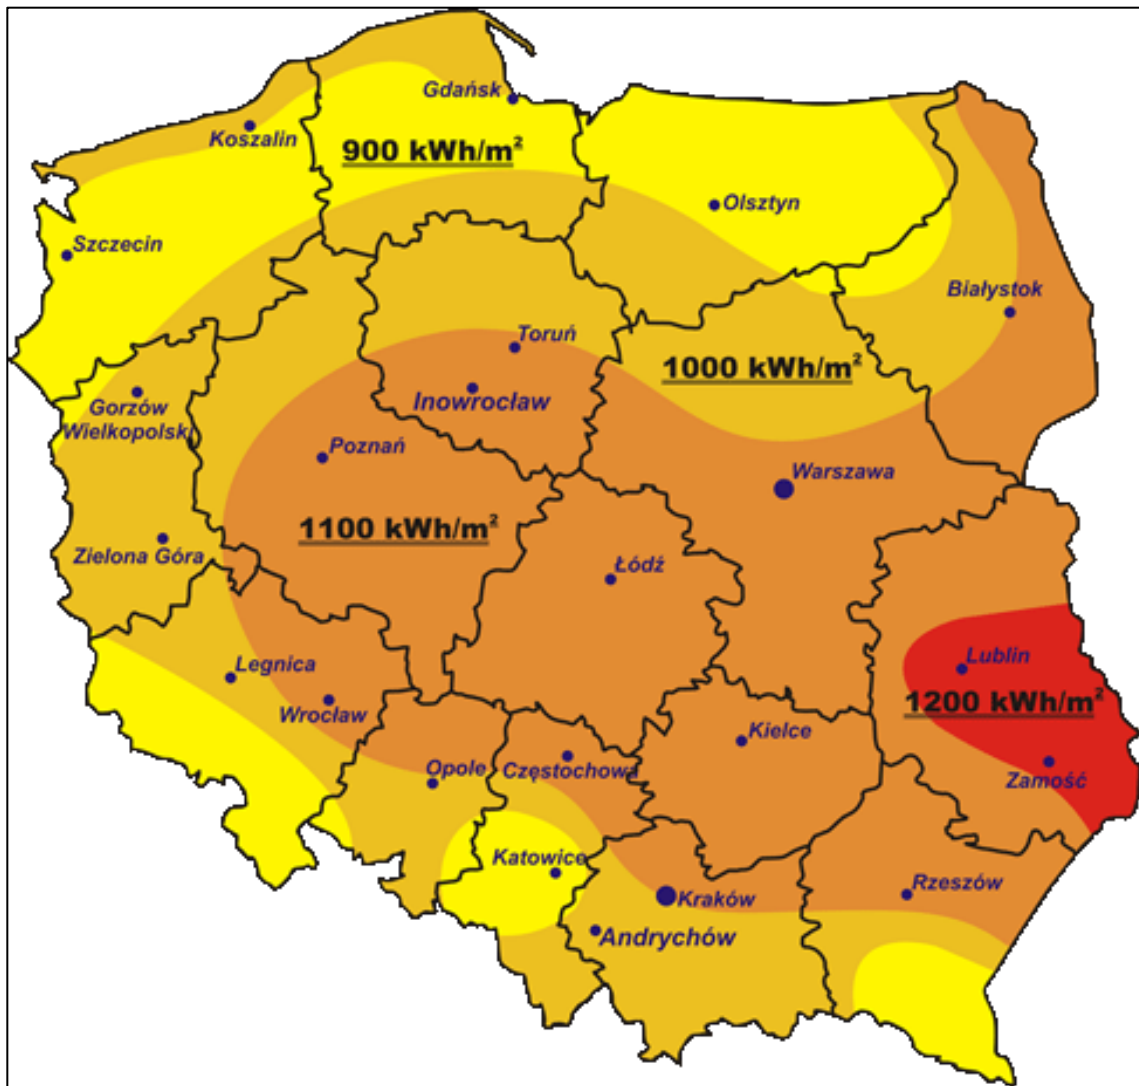 Gdańsk
Koszalin
900 kWh/m²
Olsztyn
Szczecin
Białystok
Toruń
1000 kWh/m²
Gorzów
Wielkopolski
Inowrocław
Poznań
Warszawa
1100 kWh/m²
Zielona Góra
Łódź
Legnica
Lublin
1200 kWh/m²
Wrocław
Kielce
Opole
Częstochowa
Zamość
Katowice
Rzeszów
Kraków
Andrychów